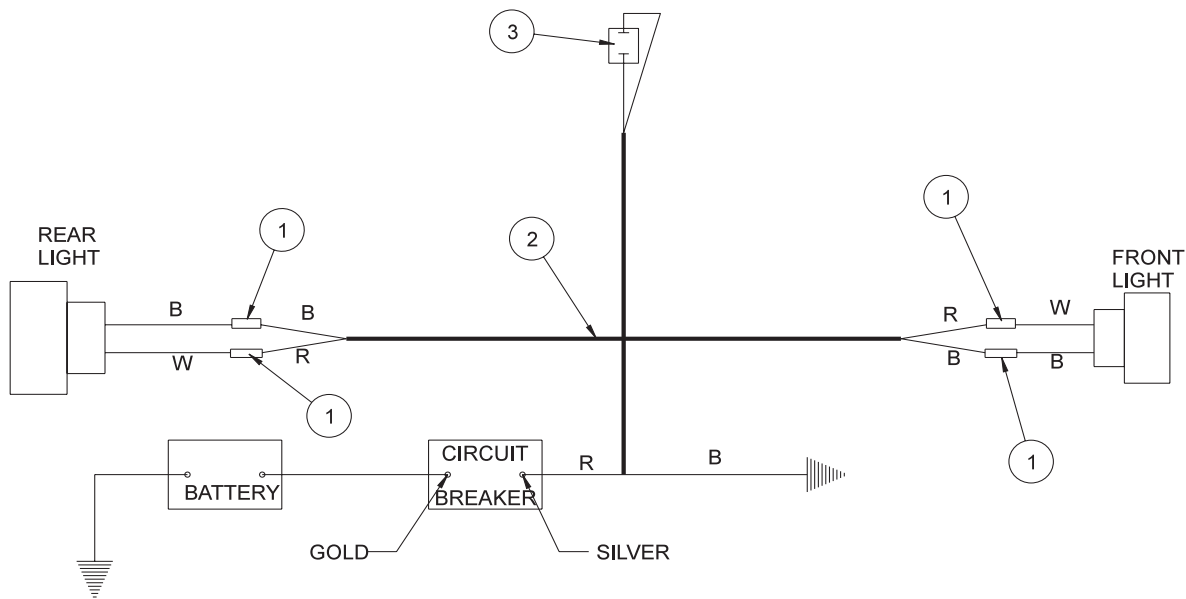 3
1
1
REAR
LIGHT
2
FRONT
LIGHT
B
B
R
W
W
R
B
B
1
1
CIRCUIT
R
B
BATTERY
BREAKER
GOLD
SILVER